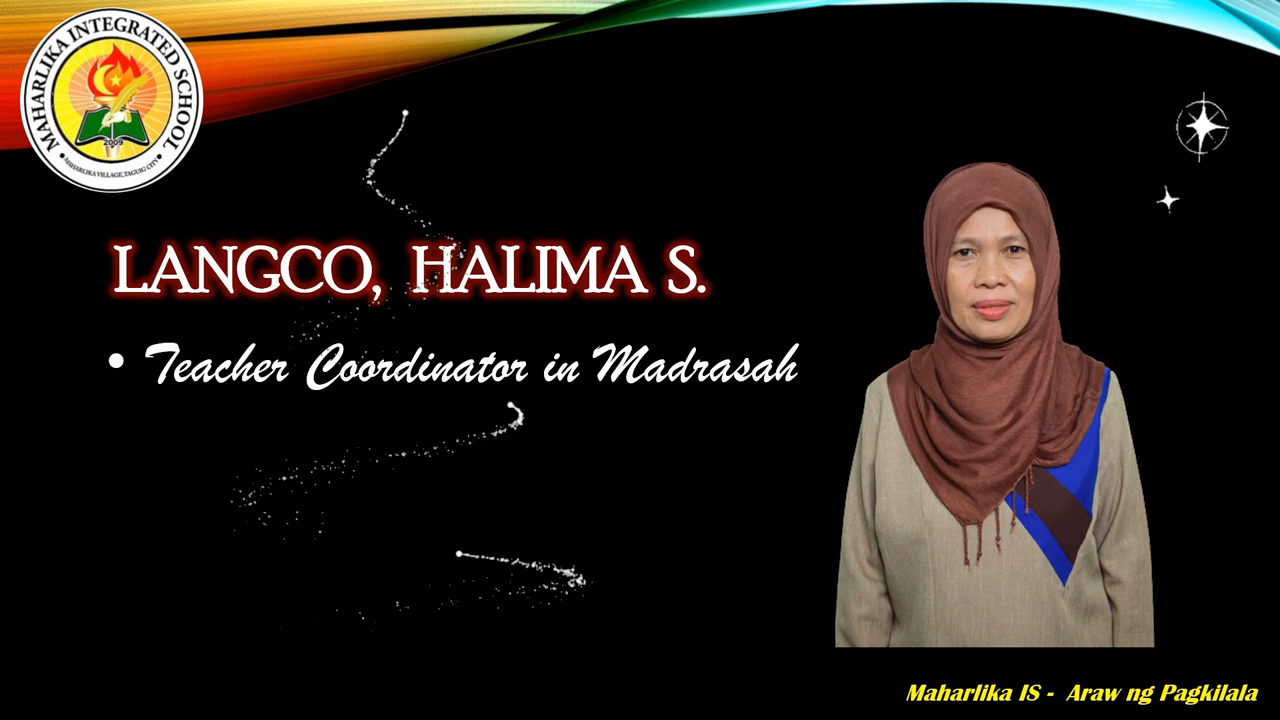 MAHARLIKA INTEGRATED SCHOOL
2009
• MAHARLIKA VILLAGE, TAGUIG CITY •
LANGCO, HALIMA S.
• Teacher Coordinator in Madrasah
Maharlika IS - Araw ng Pagkilala